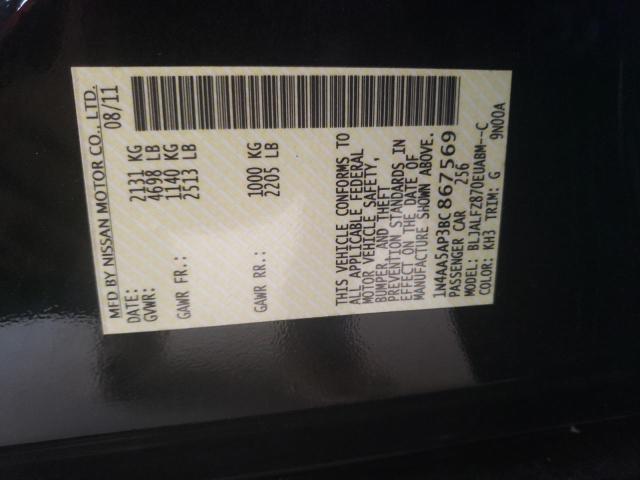 MFD BY NISSAN MOTOR CO., LTD.
DATE: 08/11
GVWR: 2131 KG
4698 LB
GAWR FR: 1140 KG
2513 LB
GAWR RR: 1000 KG
2205 LB
THIS VEHICLE CONFORMS TO
ALL APPLICABLE FEDERAL
MOTOR VEHICLE SAFETY,
BUMPER, AND THEFT
PREVENTION STANDARDS IN
EFFECT ON THE DATE OF
MANUFACTURE SHOWN ABOVE.
1N4AA5AP3BC867569
PASSENGER CAR 256
MODEL: BLJALFZ870EUABM--C
COLOR: KH3 TRIM: G 9N00A